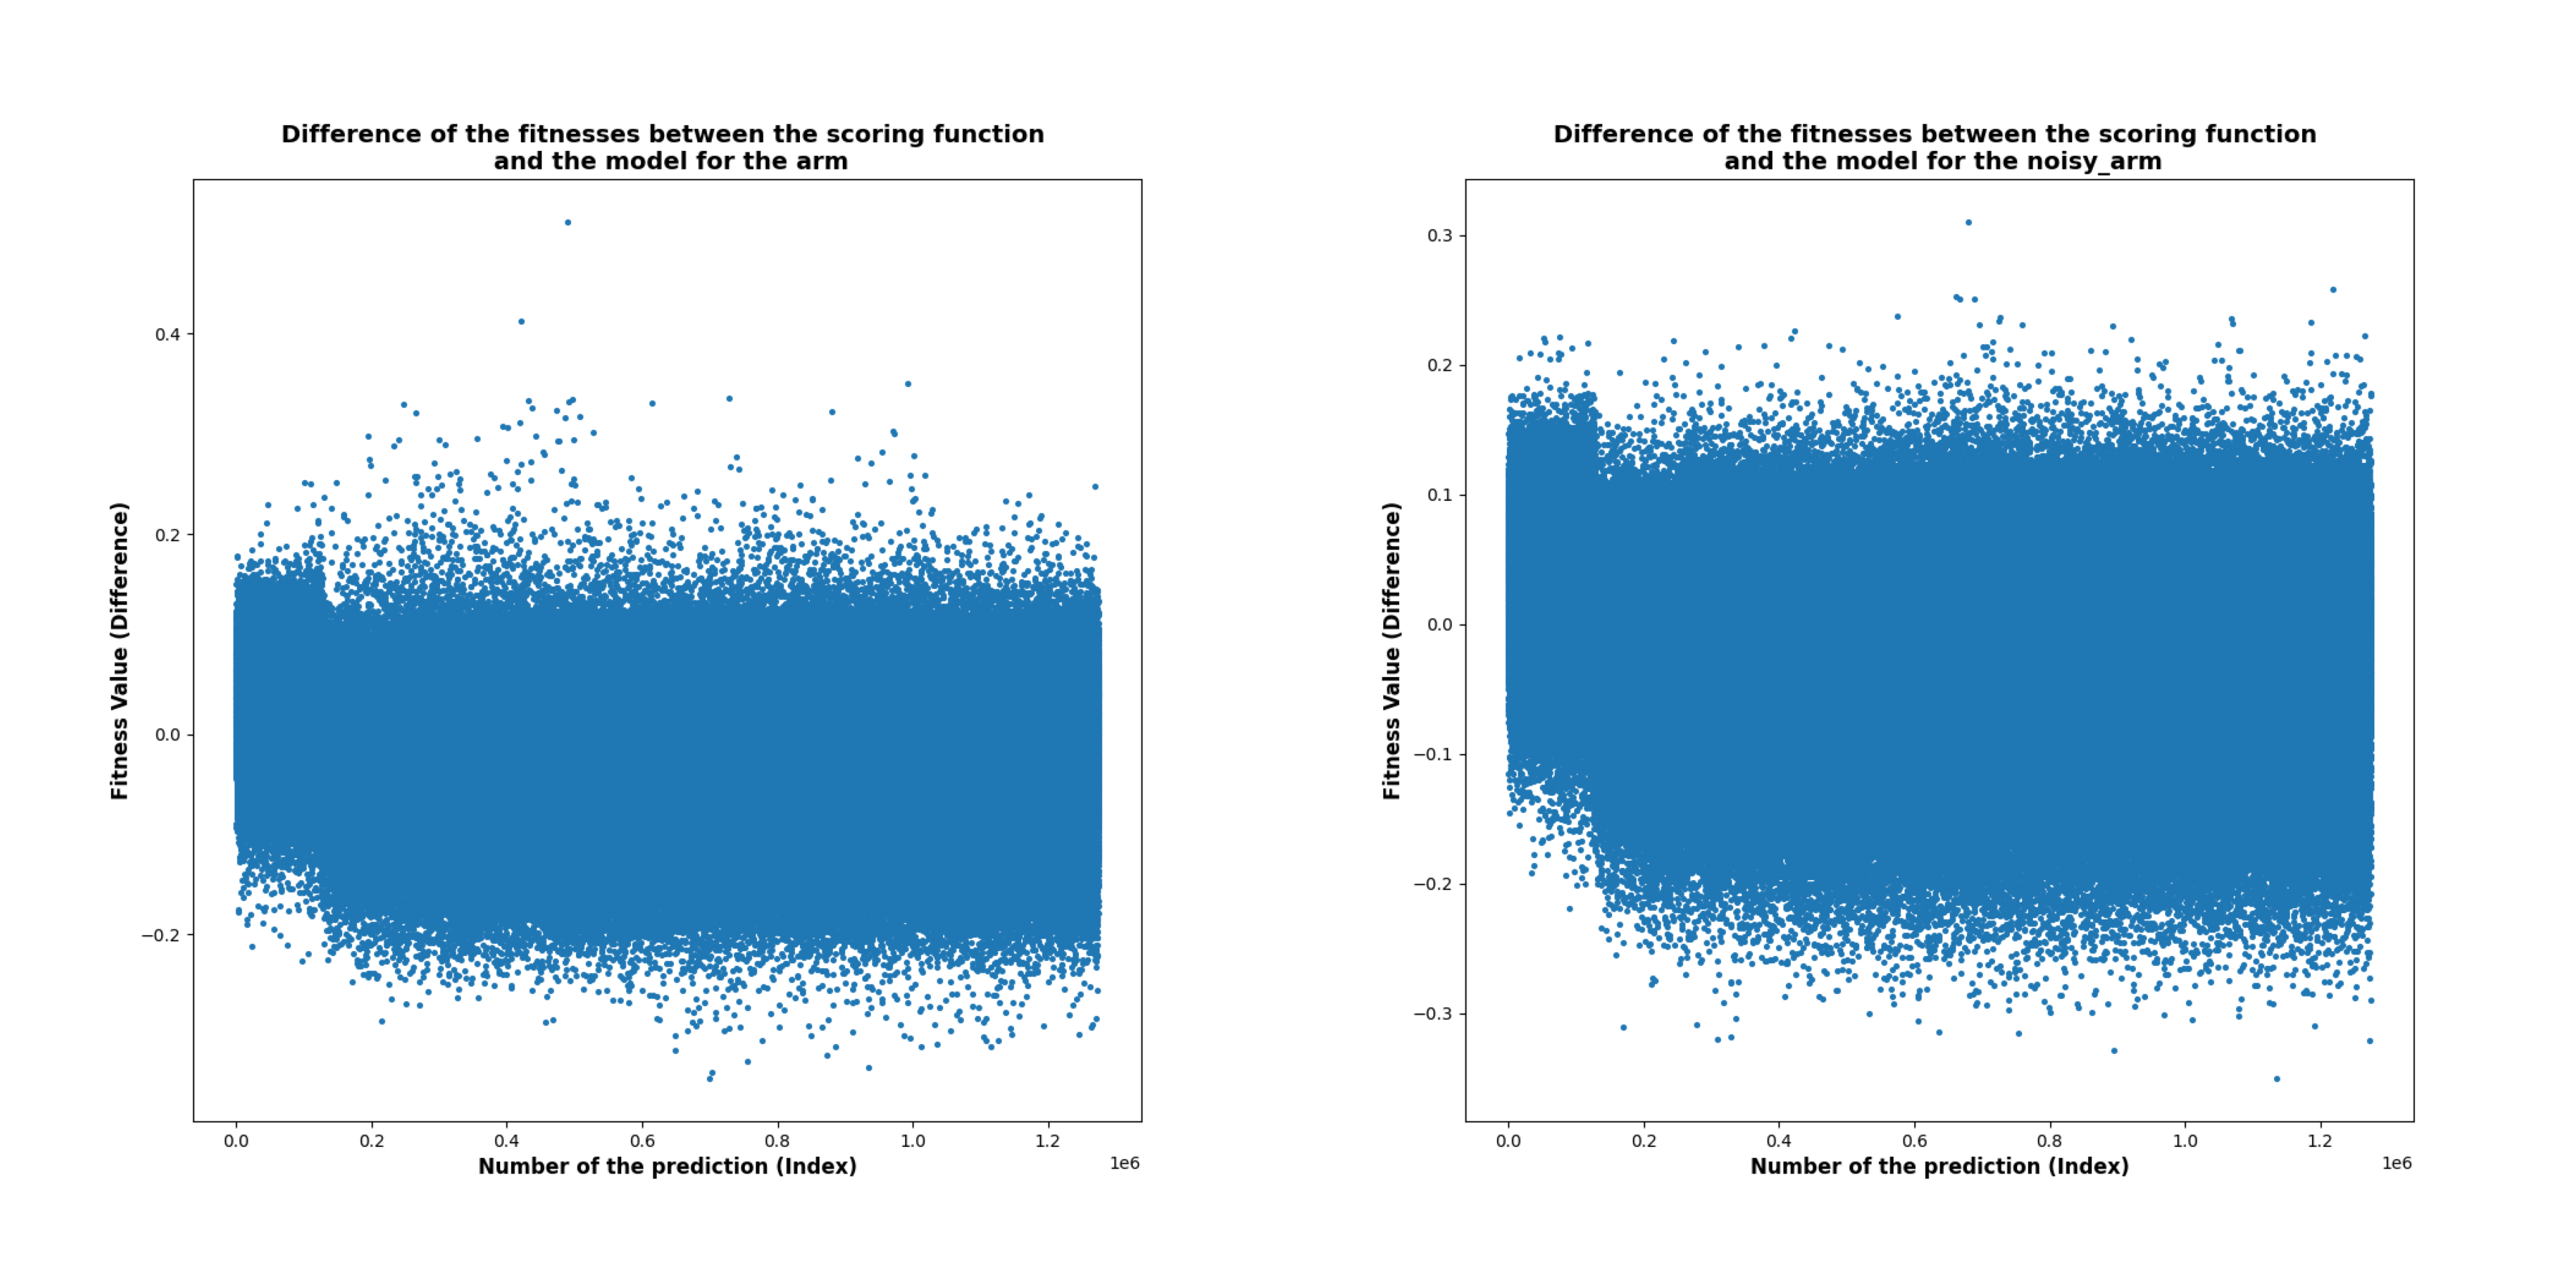 Difference of the fitnesses between the scoring function
and the model for the arm
Fitness Value (Difference)
0.4
0.2
0.0
−0.2
0.0 0.2 0.4 0.6 0.8 1.0 1.2
1e6
Number of the prediction (Index)
Difference of the fitnesses between the scoring function
and the model for the noisy_arm
Fitness Value (Difference)
0.3
0.2
0.1
0.0
−0.1
−0.2
−0.3
0.0 0.2 0.4 0.6 0.8 1.0 1.2
1e6
Number of the prediction (Index)